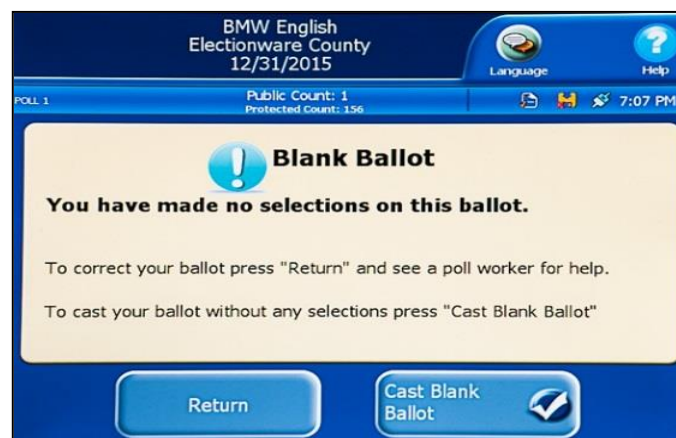 BMW English
Electionware County
12/31/2015
Language
Help
POLL 1
Public Count: 1
Protected Count: 156
7:07 PM
Blank Ballot
You have made no selections on this ballot.
To correct your ballot press "Return" and see a poll worker for help.
To cast your ballot without any selections press "Cast Blank Ballot"
Return
Cast Blank
Ballot